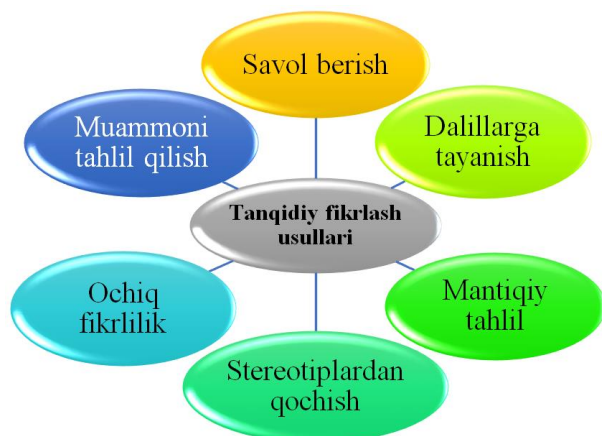 Savol berish
Muammoni
tahlil qilish
Dalillarga
tayanish
Tanqidiy fikrlash
usullari
Ochiq
fikrlilik
Mantiqiy
tahlil
Stereotiplardan
qochish